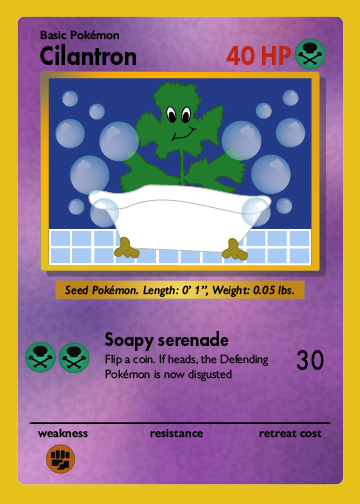 Basic Pokémon
Cilantron
40 HP
Seed Pokémon. Length: 0' 1”, Weight: 0.05 lbs.
Soapy serenade
Flip a coin. If heads, the Defending
Pokémon is now disgusted
30
weakness resistance retreat cost